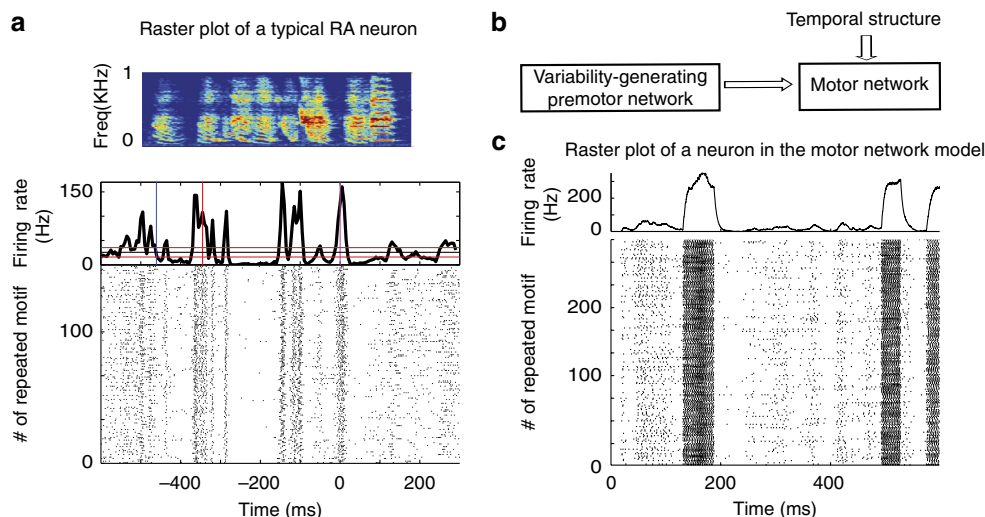 a
Raster plot of a typical RA neuron
Freq(KHz)
1
0
Firing rate
(Hz)
150
0
# of repeated motif
100
0
–400
–200
0
200
Time (ms)
b
Temporal structure
Variability-generating
premotor network
Motor network
c
Raster plot of a neuron in the motor network model
Firing rate
(Hz)
200
0
# of repeated motif
200
100
0
0
200
400
Time (ms)